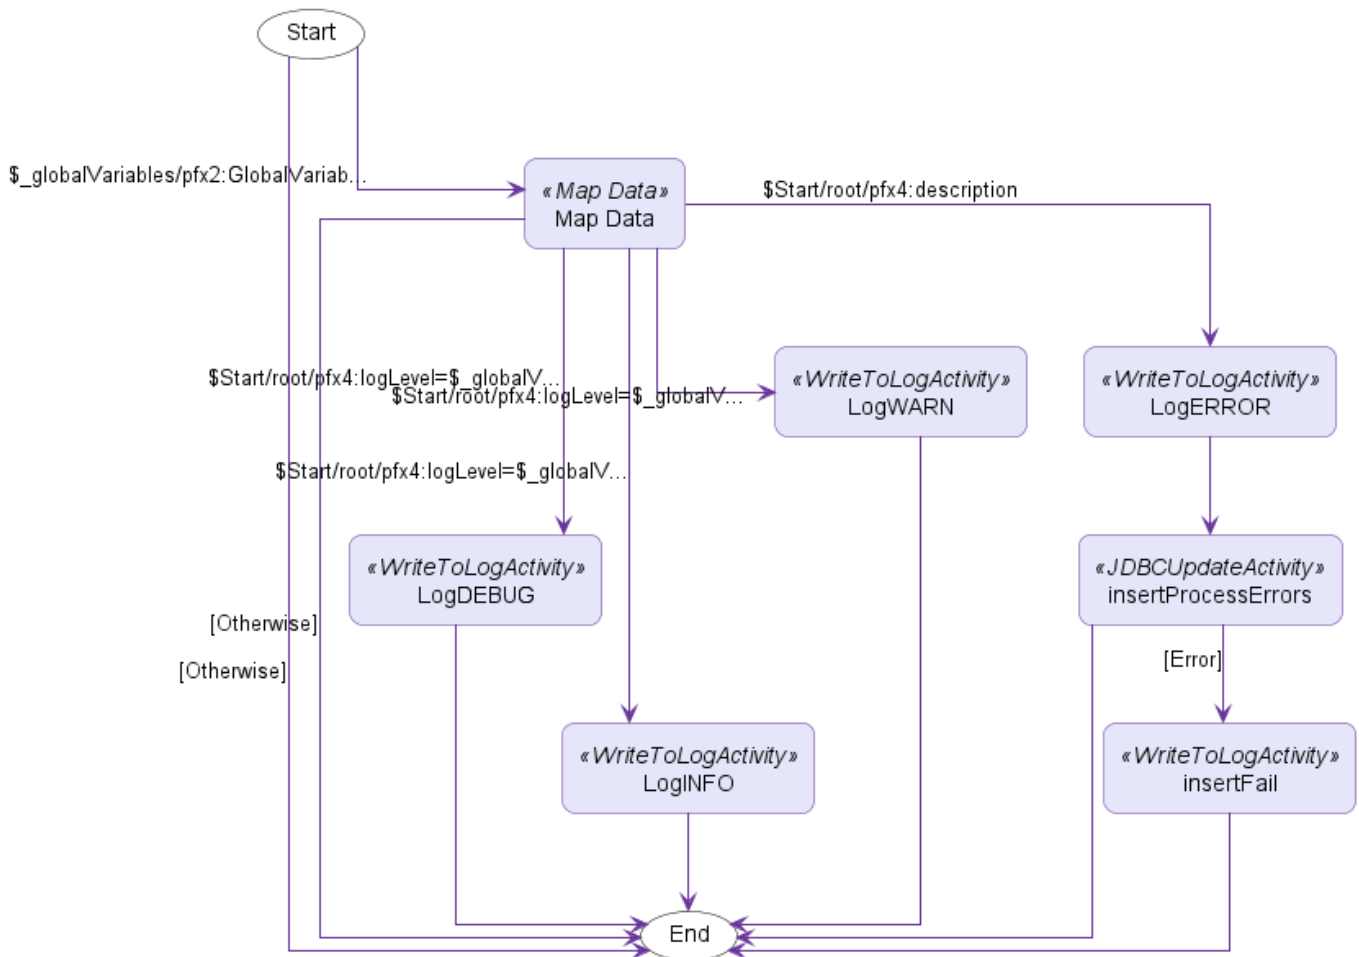 Start
$_globalVariables/pfx2:GlobalVariab...
«Map Data»
Map Data
$Start/root/pfx4:description
$Start/root/pfx4:logLevel=$_globalV...
$Start/root/pfx4:logLevel=$_globalV...
«WriteToLogActivity»
LogWARN
«WriteToLogActivity»
LogERROR
$Start/root/pfx4:logLevel=$_globalV...
«WriteToLogActivity»
LogDEBUG
«JDBCUpdateActivity»
insertProcessErrors
[Otherwise]
[Otherwise]
[Error]
«WriteToLogActivity»
LogINFO
«WriteToLogActivity»
insertFail
End